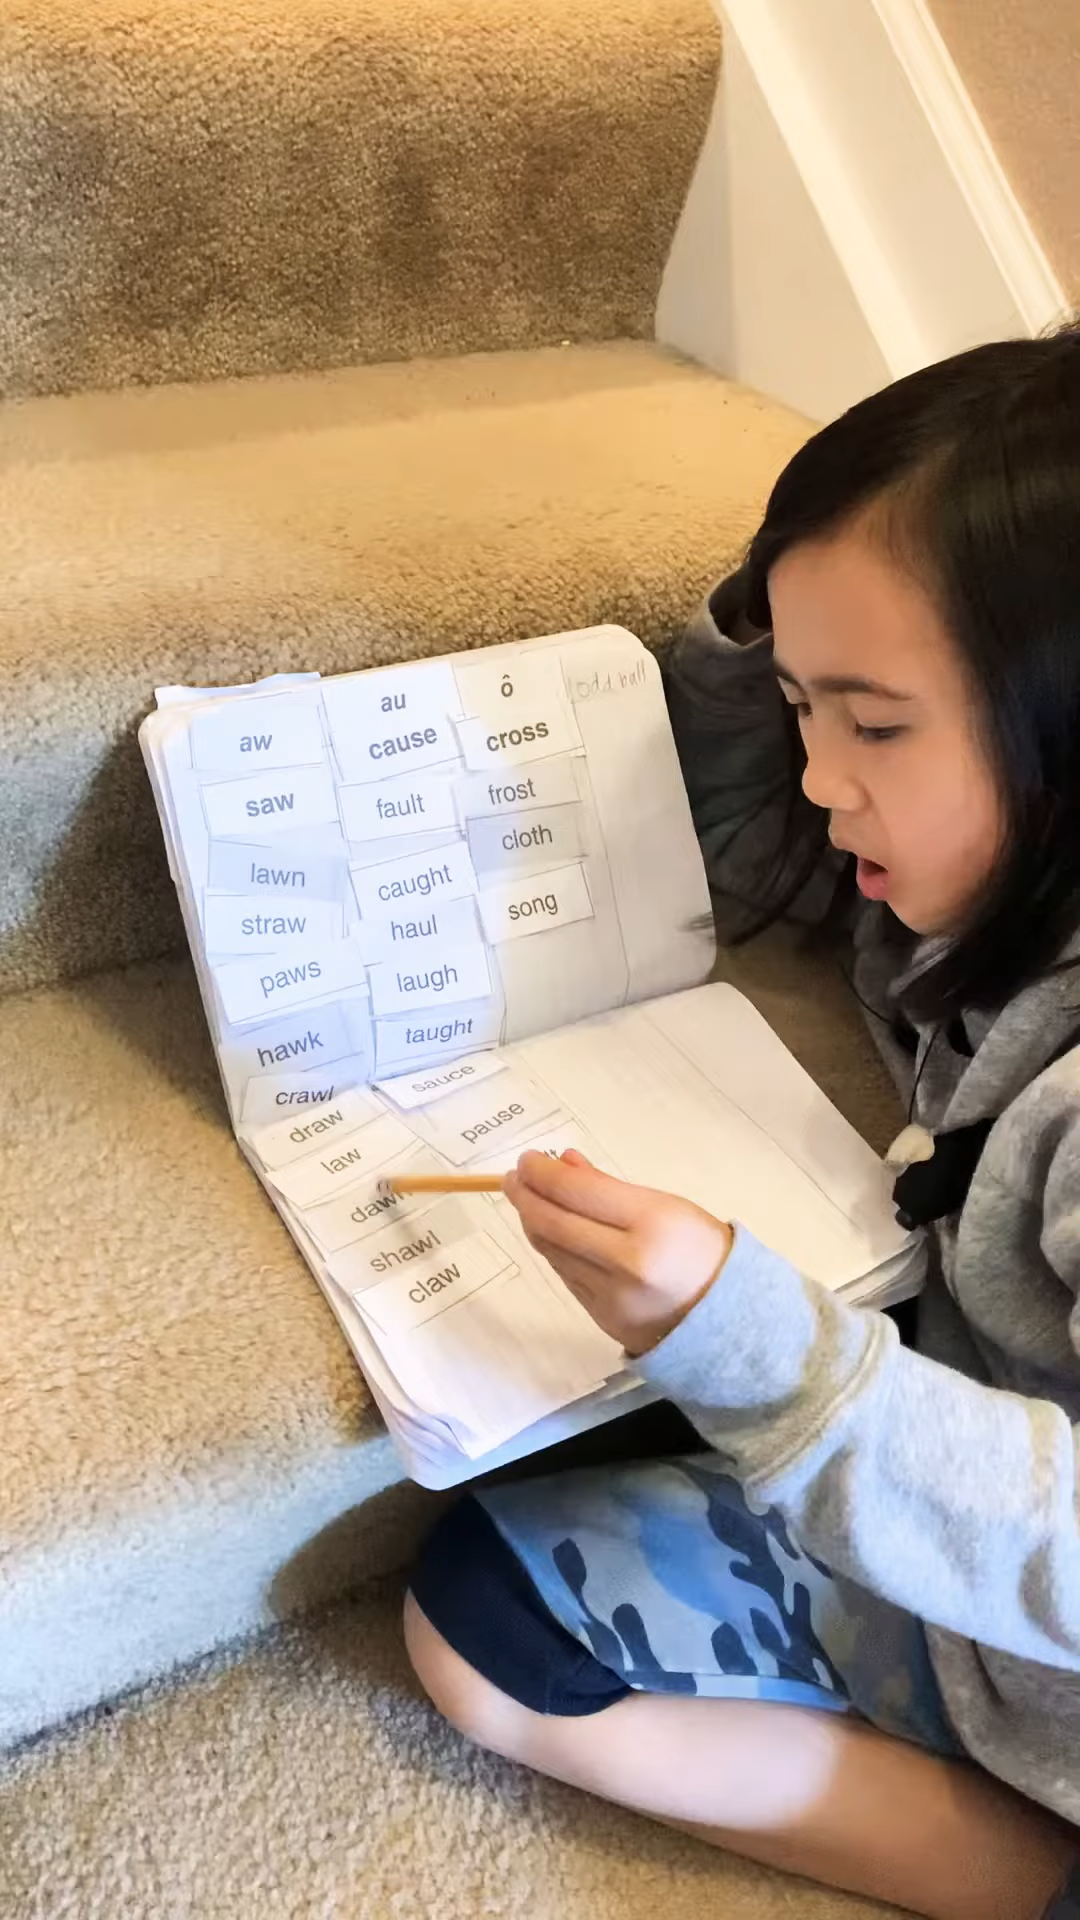 aw
saw
lawn
straw
paws
hawk
crawl
draw
law
dawn
shawl
claw
au
cause
fault
caught
haul
laugh
taught
sauce
pause
ô
cross
frost
cloth
song
odd ball